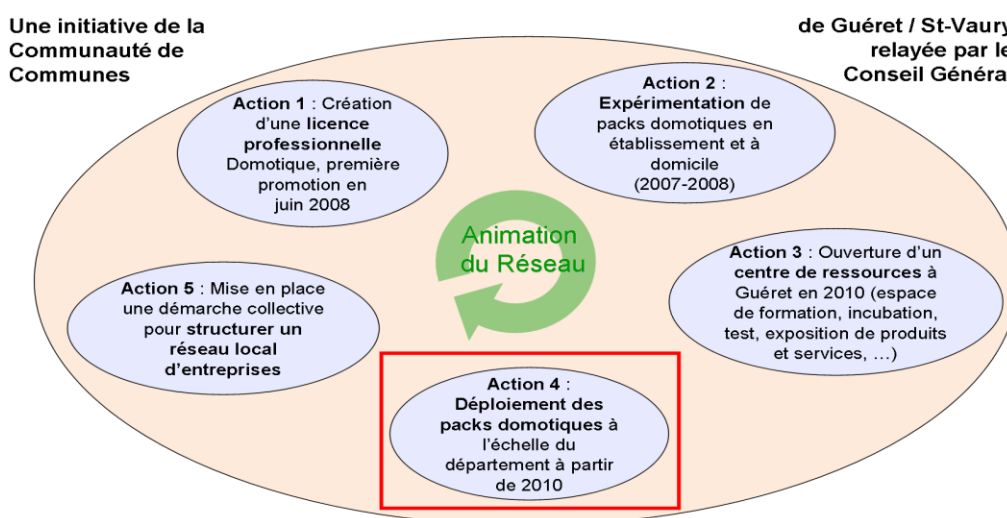 Une initiative de la
Communauté de
Communes
de Guéret / St-Vaury
relayée par le
Conseil Généra
Action 1 : Création
d'une licence
professionnelle
Domotique, première
promotion en
juin 2008
Action 2 :
Expérimentation de
packs domotiques en
établissement et à
domicile
(2007-2008)
Animation
du Réseau
Action 3 : Ouverture d'un
centre de ressources à
Guéret en 2010 (espace
de formation, incubation,
test, exposition de produits
et services, …)
Action 5 : Mise en place
une démarche collective
pour structurer un
réseau local
d'entreprises
Action 4 :
Déploiement des
packs domotiques à
l'échelle du
département à partir
de 2010